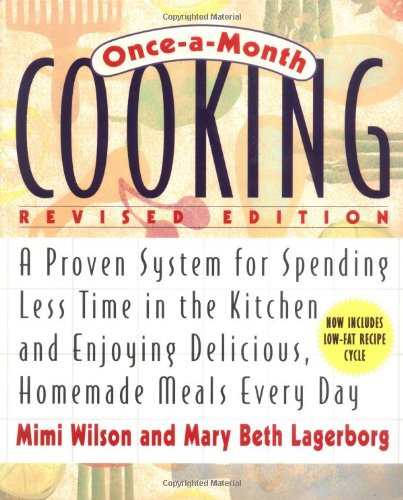 Copyrighted Material
Once-a-Month
COOKING
REVISED EDITION
A Proven System for Spending
Less Time in the Kitchen
and Enjoying Delicious,
Homemade Meals Every Day
NOW INCLUDES
LOW-FAT RECIPE
CYCLE
Mimi Wilson and Mary Beth Lagerborg
Copyrighted Material